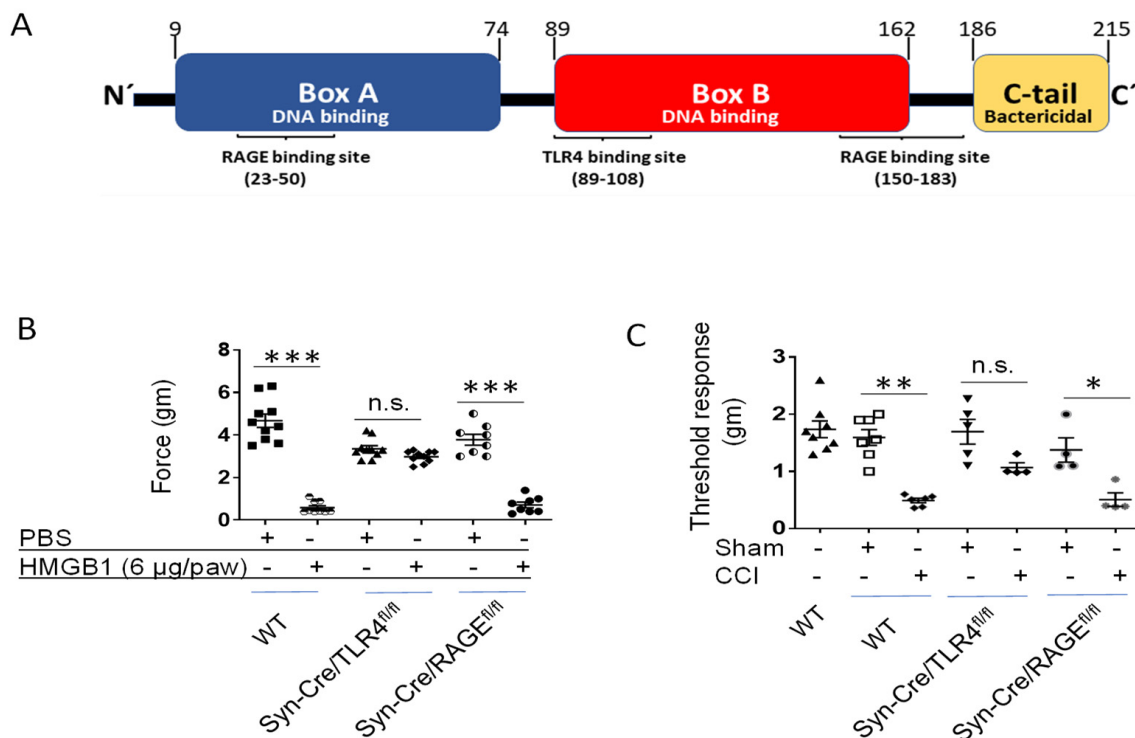 A
9 74 89 162 186 215
N´ Box A Box B C-tail C´
DNA binding DNA binding Bactericidal
RAGE binding site TLR4 binding site RAGE binding site
(23-50) (89-108) (150-183)
B
Force (gm)
8
6
4
2
0
*** n.s. ***
PBS + - + - + -
HMGB1 (6 µg/paw) - + - + - +
WT
Syn-Cre/TLR4fl/fl
Syn-Cre/RAGEfl/fl
C
Threshold response
(gm)
3
2
1
0
** n.s. *
Sham - + - + - + -
CCI - - + - + - +
WT
WT
Syn-Cre/TLR4fl/fl
Syn-Cre/RAGEfl/fl